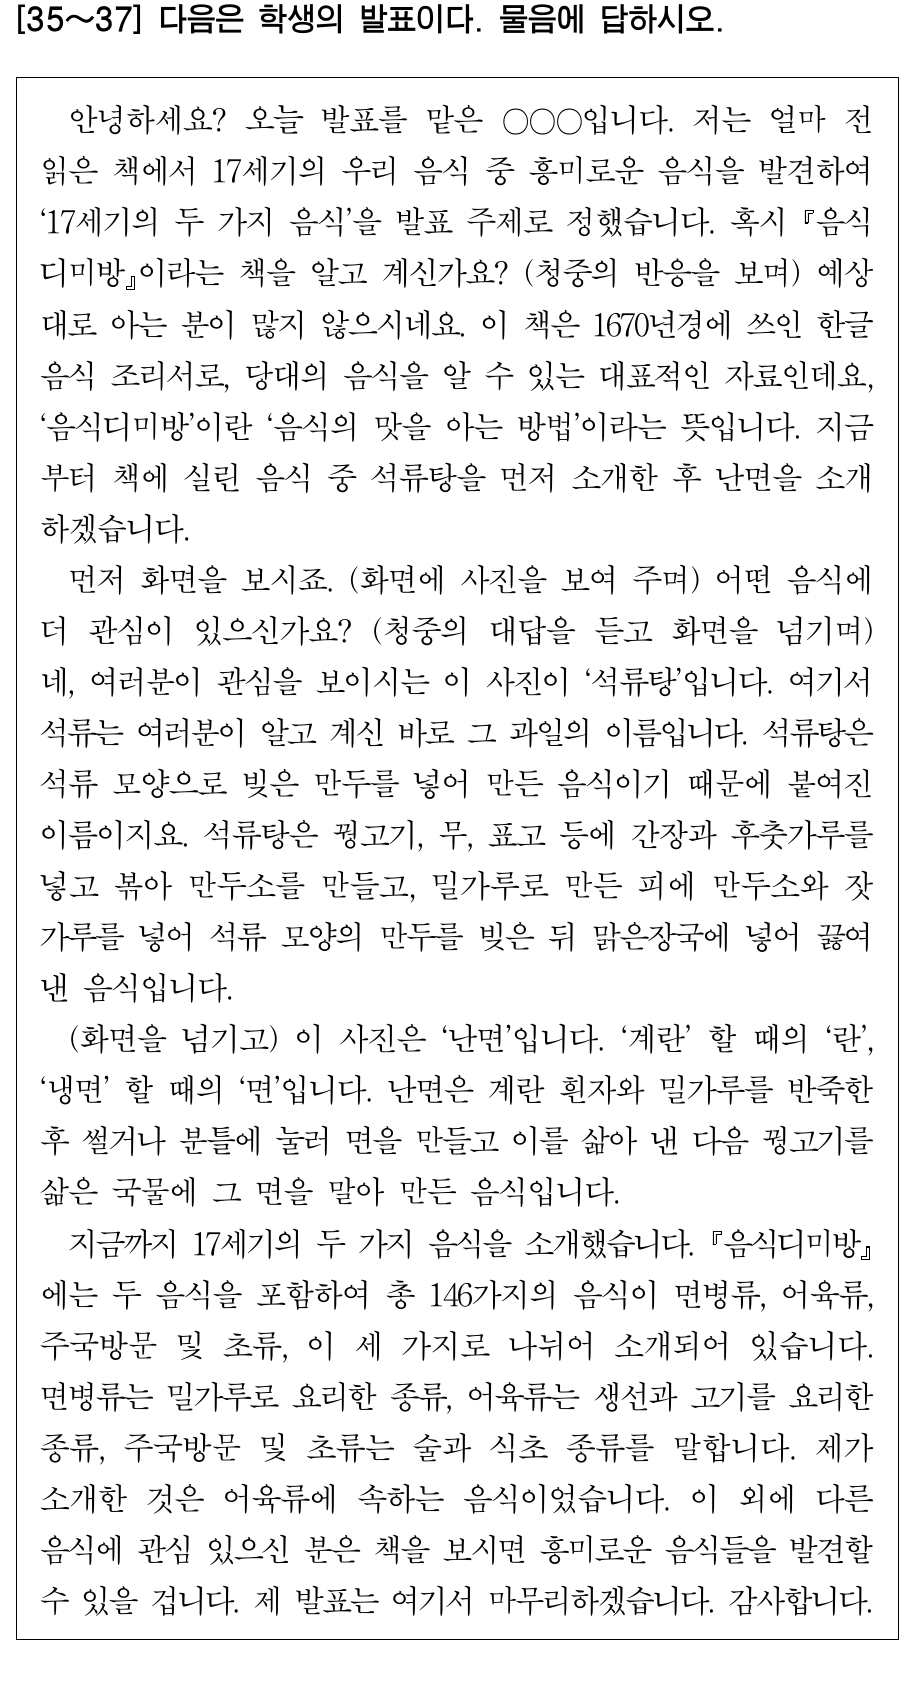 [35~37] 다음은 학생의 발표이다. 물음에 답하시오.
안녕하세요? 오늘 발표를 맡은 ○○○입니다. 저는 얼마 전
읽은 책에서 17세기의 우리 음식 중 흥미로운 음식을 발견하여
‘17세기의 두 가지 음식’을 발표 주제로 정했습니다. 혹시 『음식
디미방』이라는 책을 알고 계신가요? (청중의 반응을 보며) 예상
대로 아는 분이 많지 않으시네요. 이 책은 1670년경에 쓰인 한글
음식 조리서로, 당대의 음식을 알 수 있는 대표적인 자료인데요,
‘음식디미방’이란 ‘음식의 맛을 아는 방법’이라는 뜻입니다. 지금
부터 책에 실린 음식 중 석류탕을 먼저 소개한 후 난면을 소개
하겠습니다.
먼저 화면을 보시죠. (화면에 사진을 보여 주며) 어떤 음식에
더 관심이 있으신가요? (청중의 대답을 듣고 화면을 넘기며)
네, 여러분이 관심을 보이시는 이 사진이 ‘석류탕’입니다. 여기서
석류는 여러분이 알고 계신 바로 그 과일의 이름입니다. 석류탕은
석류 모양으로 빚은 만두를 넣어 만든 음식이기 때문에 붙여진
이름이지요. 석류탕은 꿩고기, 무, 표고 등에 간장과 후춧가루를
넣고 볶아 만두소를 만들고, 밀가루로 만든 피에 만두소와 잣
가루를 넣어 석류 모양의 만두를 빚은 뒤 맑은장국에 넣어 끓여
낸 음식입니다.
(화면을 넘기고) 이 사진은 ‘난면’입니다. ‘계란’ 할 때의 ‘란’,
‘냉면’ 할 때의 ‘면’입니다. 난면은 계란 흰자와 밀가루를 반죽한
후 썰거나 분틀에 눌러 면을 만들고 이를 삶아 낸 다음 꿩고기를
삶은 국물에 그 면을 말아 만든 음식입니다.
지금까지 17세기의 두 가지 음식을 소개했습니다. 『음식디미방』
에는 두 음식을 포함하여 총 146가지의 음식이 면병류, 어육류,
주국방문 및 초류, 이 세 가지로 나뉘어 소개되어 있습니다.
면병류는 밀가루로 요리한 종류, 어육류는 생선과 고기를 요리한
종류, 주국방문 및 초류는 술과 식초 종류를 말합니다. 제가
소개한 것은 어육류에 속하는 음식이었습니다. 이 외에 다른
음식에 관심 있으신 분은 책을 보시면 흥미로운 음식들을 발견할
수 있을 겁니다. 제 발표는 여기서 마무리하겠습니다. 감사합니다.